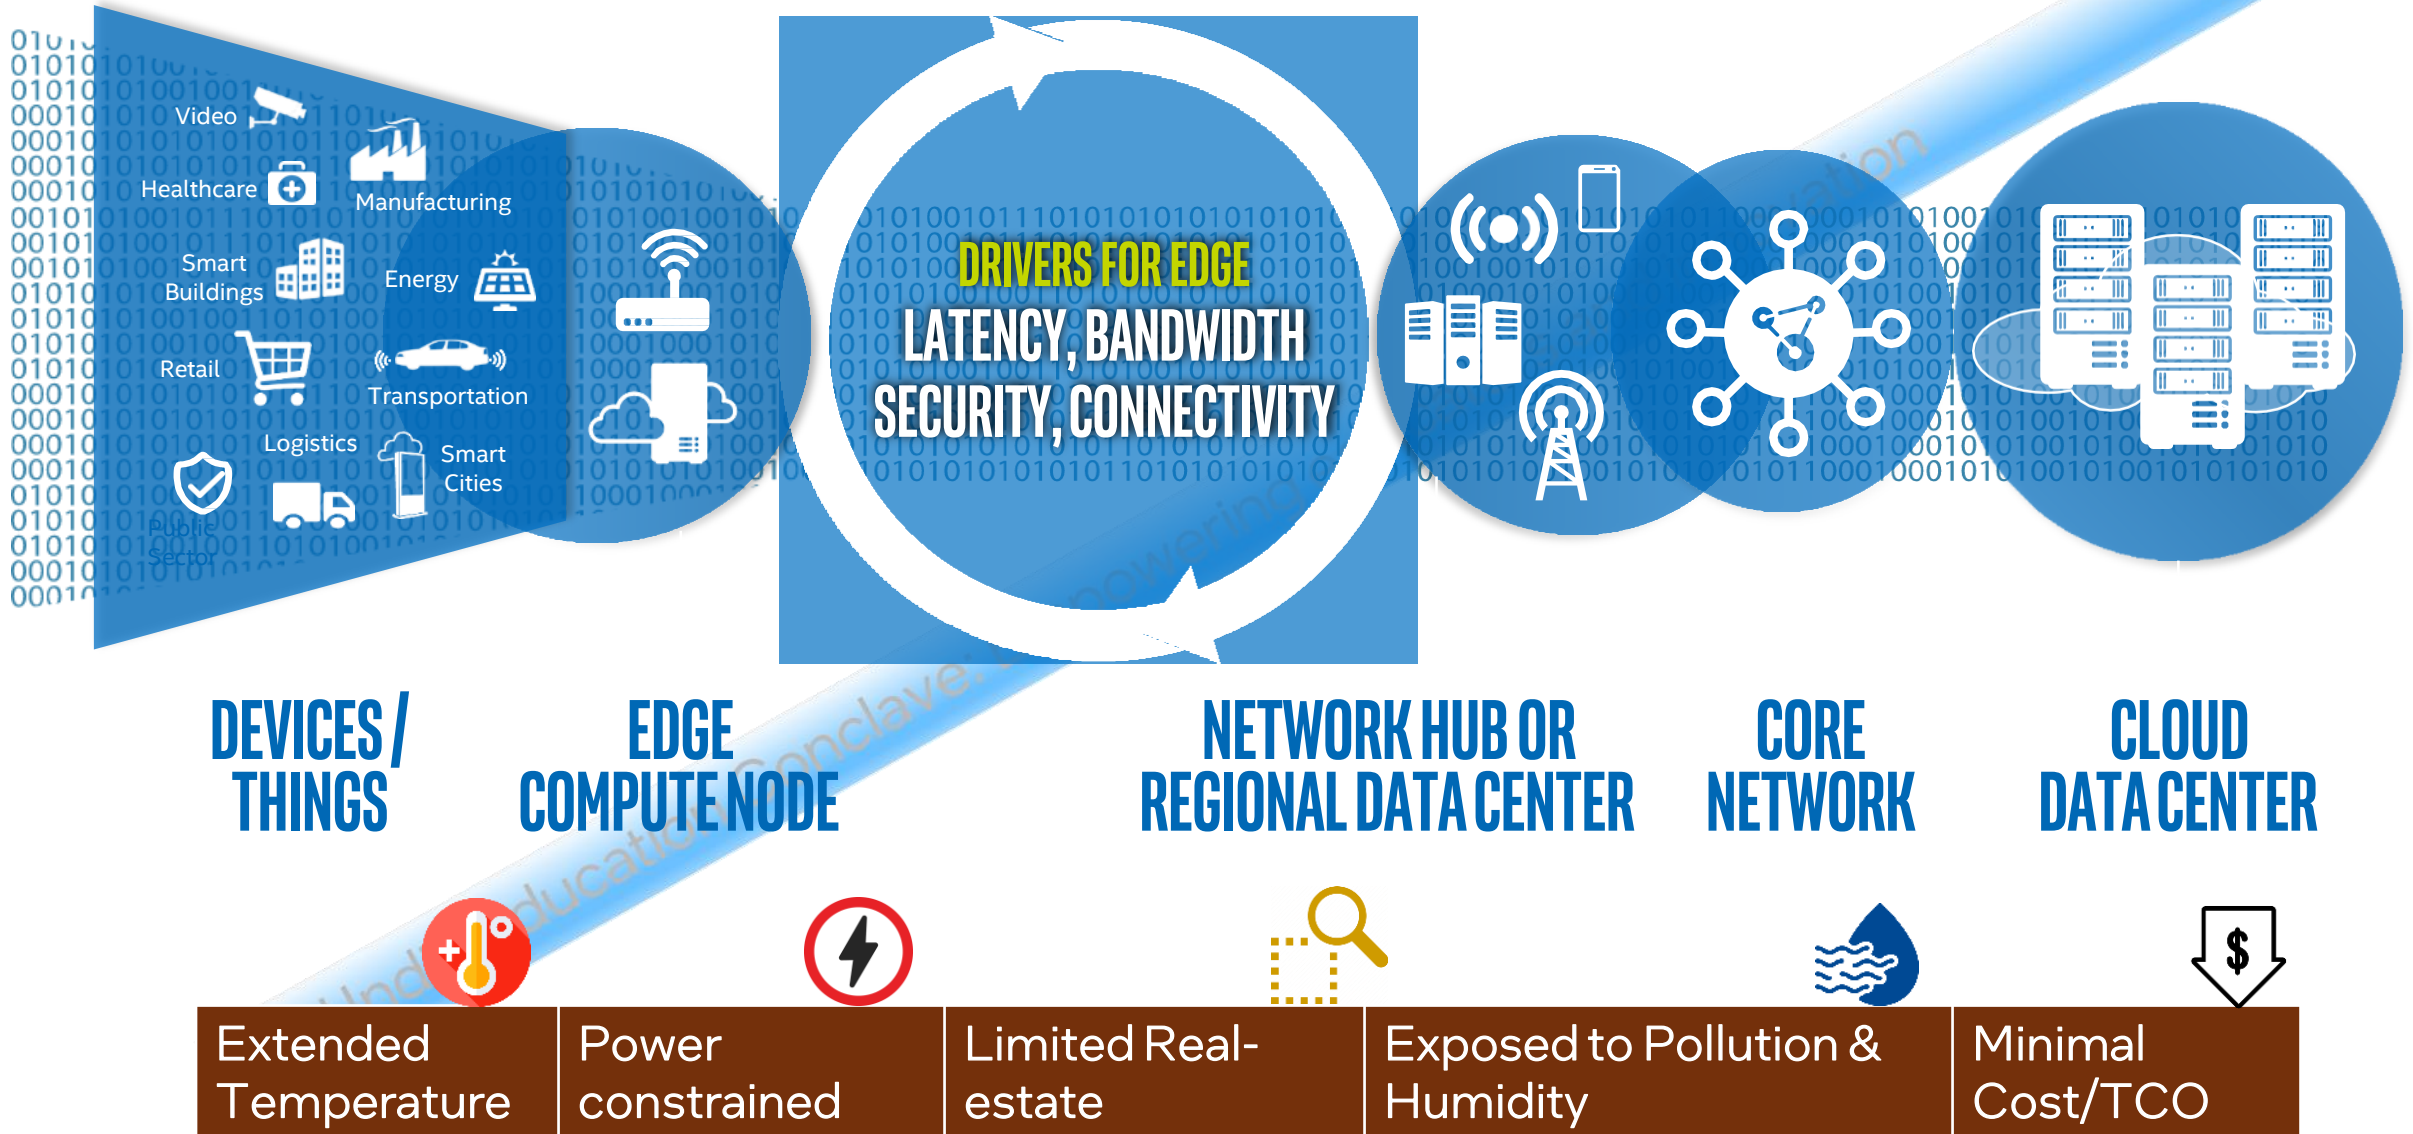 Video
Healthcare
Manufacturing
Smart
Buildings
Energy
Retail
Transportation
Logistics
Smart
Cities
Public
Sector
DRIVERS FOR EDGE
LATENCY, BANDWIDTH
SECURITY, CONNECTIVITY
DEVICES /
THINGS
EDGE
COMPUTE NODE
NETWORK HUB OR
REGIONAL DATA CENTER
CORE
NETWORK
CLOUD
DATA CENTER
$
Extended
Temperature
Power
constrained
Limited Real-
estate
Exposed to Pollution &
Humidity
Minimal
Cost/TCO